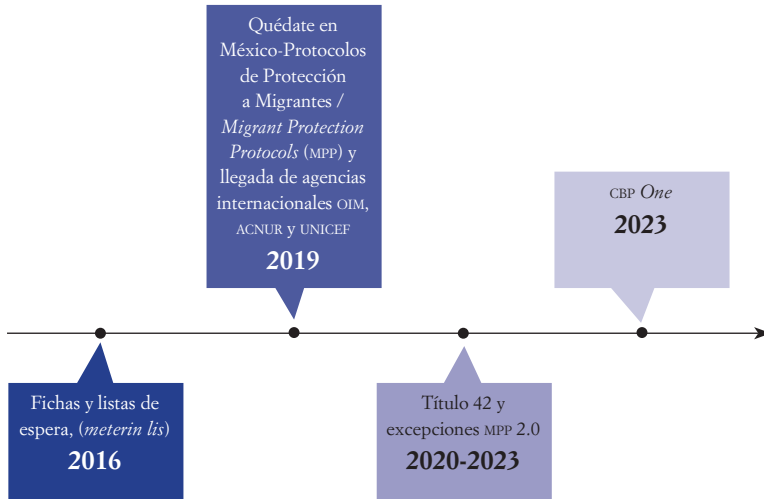 Quédate en
México-Protocolos
de Protección
a Migrantes /
Migrant Protection
Protocols (MPP) y
llegada de agencias
internacionales OIM,
ACNUR y UNICEF
2019
CBP One
2023
Fichas y listas de
espera, (meterin lis)
2016
Título 42 y
excepciones MPP 2.0
2020-2023